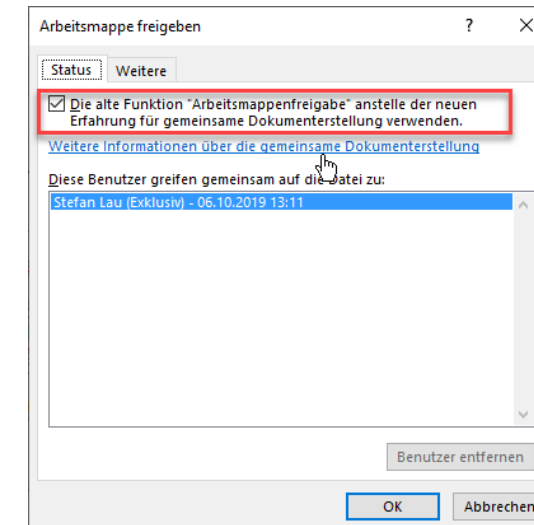 Arbeitsmappe freigeben ?
Status Weitere
Die alte Funktion "Arbeitsmappenfreigabe" anstelle der neuen
Erfahrung für gemeinsame Dokumenterstellung verwenden.
Weitere Informationen über die gemeinsame Dokumenterstellung
Diese Benutzer greifen gemeinsam auf die Datei zu:
Stefan Lau (Exklusiv) - 06.10.2019 13:11
Benutzer entfernen
OK Abbrechen